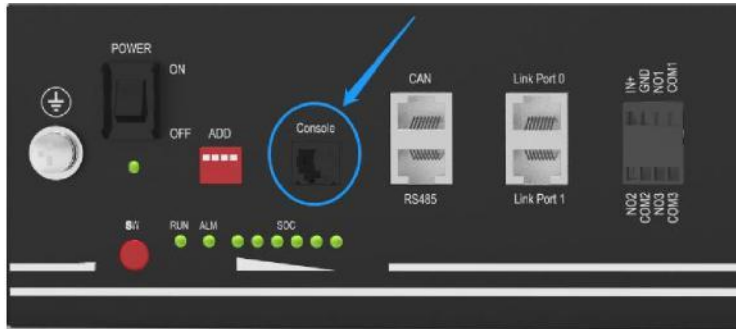 POWER
ON
OFF
ADD
Console
CAN
RS485
Link Port 0
Link Port 1
IN+
GND
NO1
COM1
NO2
COM2
NO3
COM3
SW
RUN
ALM
SOC